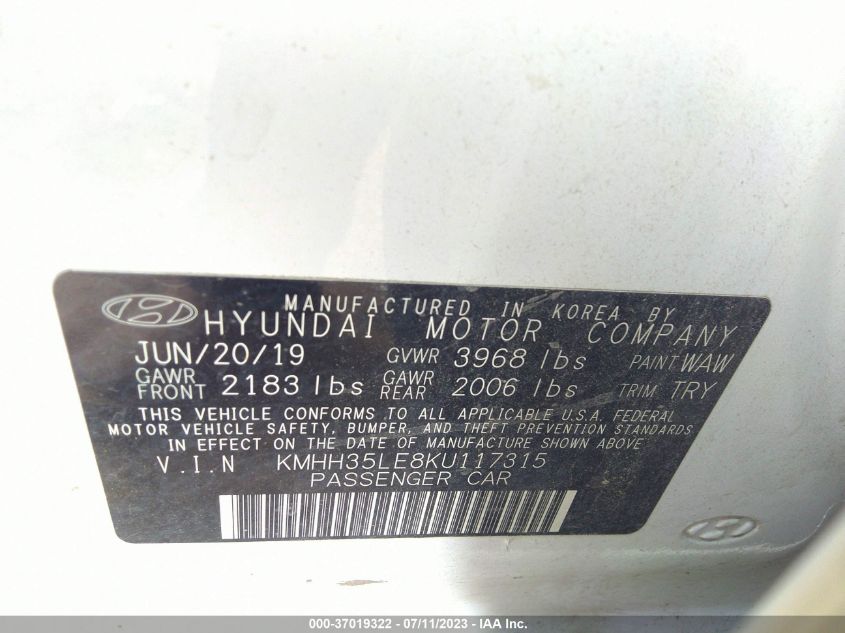 MANUFACTURED IN KOREA BY
HYUNDAI MOTOR COMPANY
JUN/20/19 GVWR 3968 lbs PAINT WAW
GAWR FRONT 2183 lbs GAWR REAR 2006 lbs TRIM TRY
THIS VEHICLE CONFORMS TO ALL APPLICABLE U.S.A. FEDERAL
MOTOR VEHICLE SAFETY, BUMPER, AND THEFT PREVENTION STANDARDS
IN EFFECT ON THE DATE OF MANUFACTURE SHOWN ABOVE
V.I.N KMHH35LE8KU117315
PASSENGER CAR
000-37019322 - 07/11/2023 - IAA Inc.